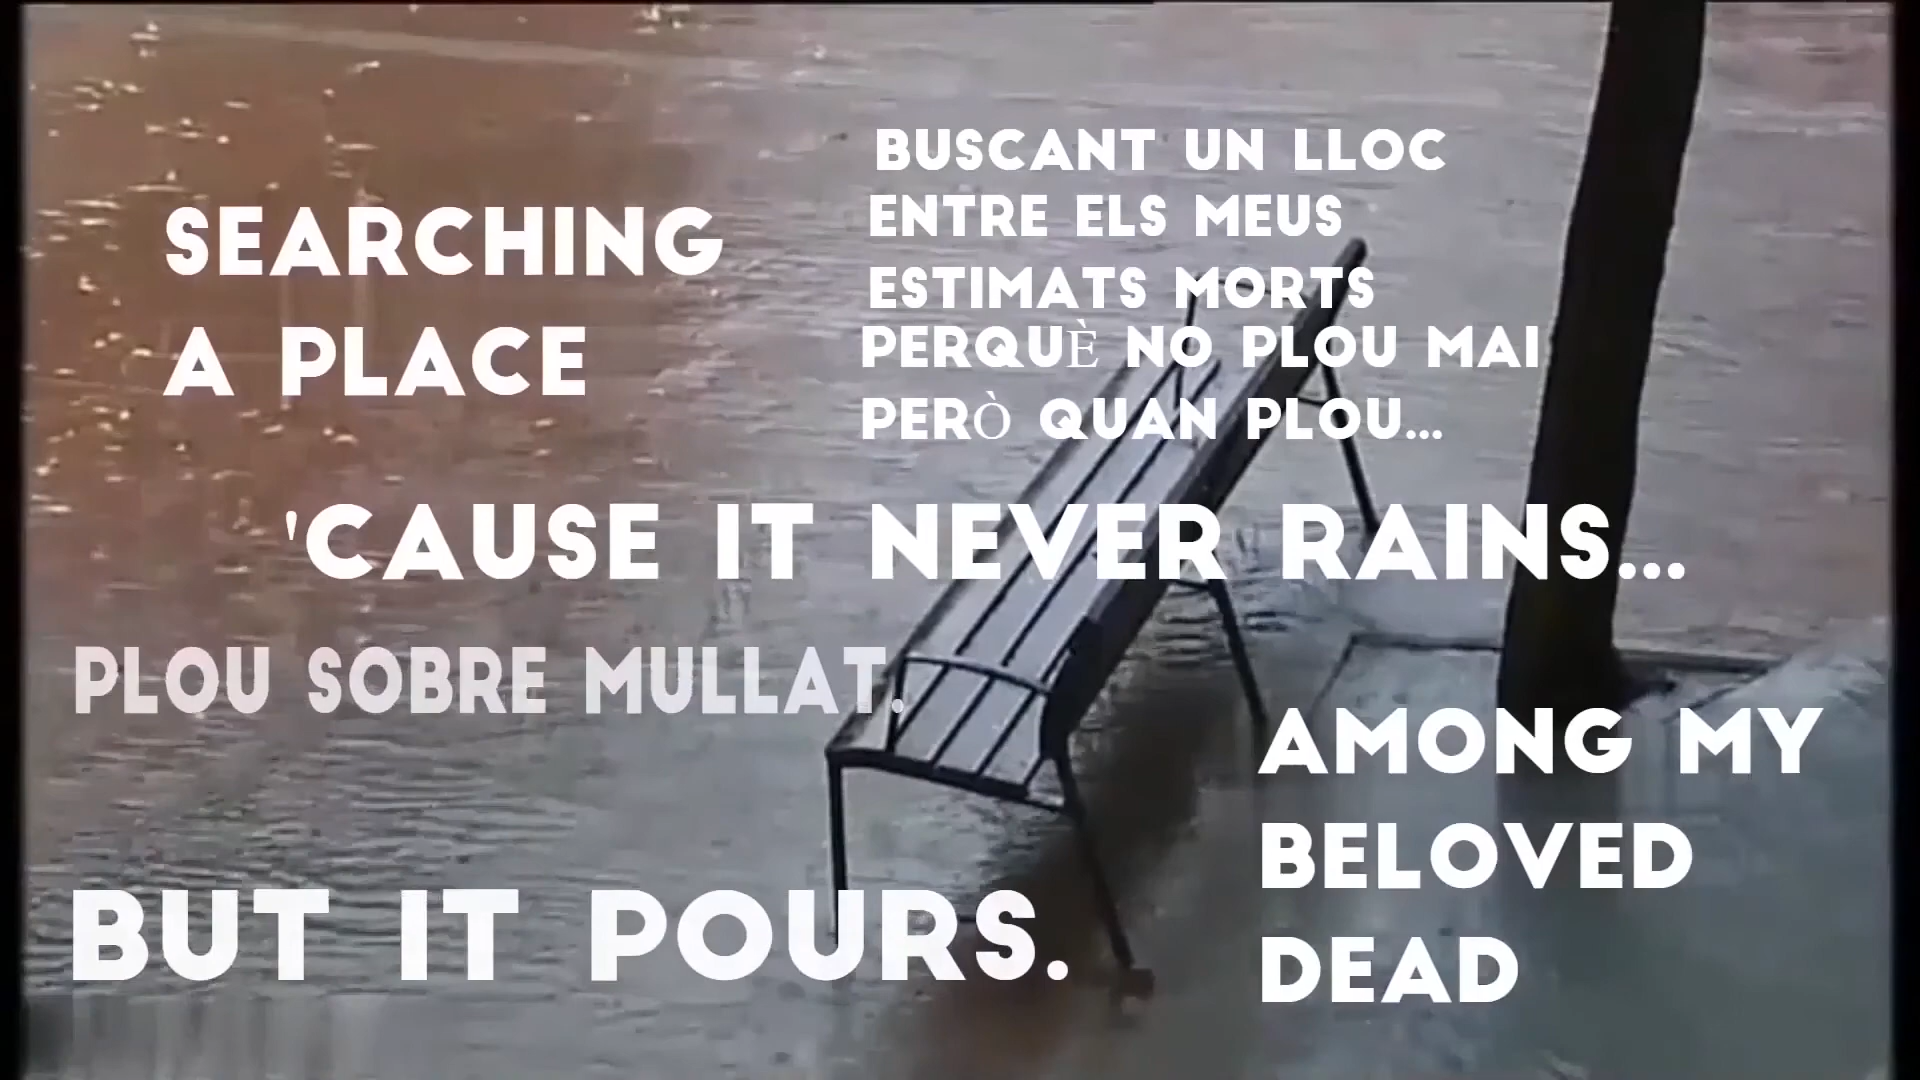 SEARCHING
A PLACE
BUSCANT UN LLOC
ENTRE ELS MEUS
ESTIMATS MORTS
PERQUÈ NO PLOU MAI
PERÒ QUAN PLOU...
'CAUSE IT NEVER RAINS...
PLOU SOBRE MULLAT.
AMONG MY
BELOVED
DEAD
BUT IT POURS.